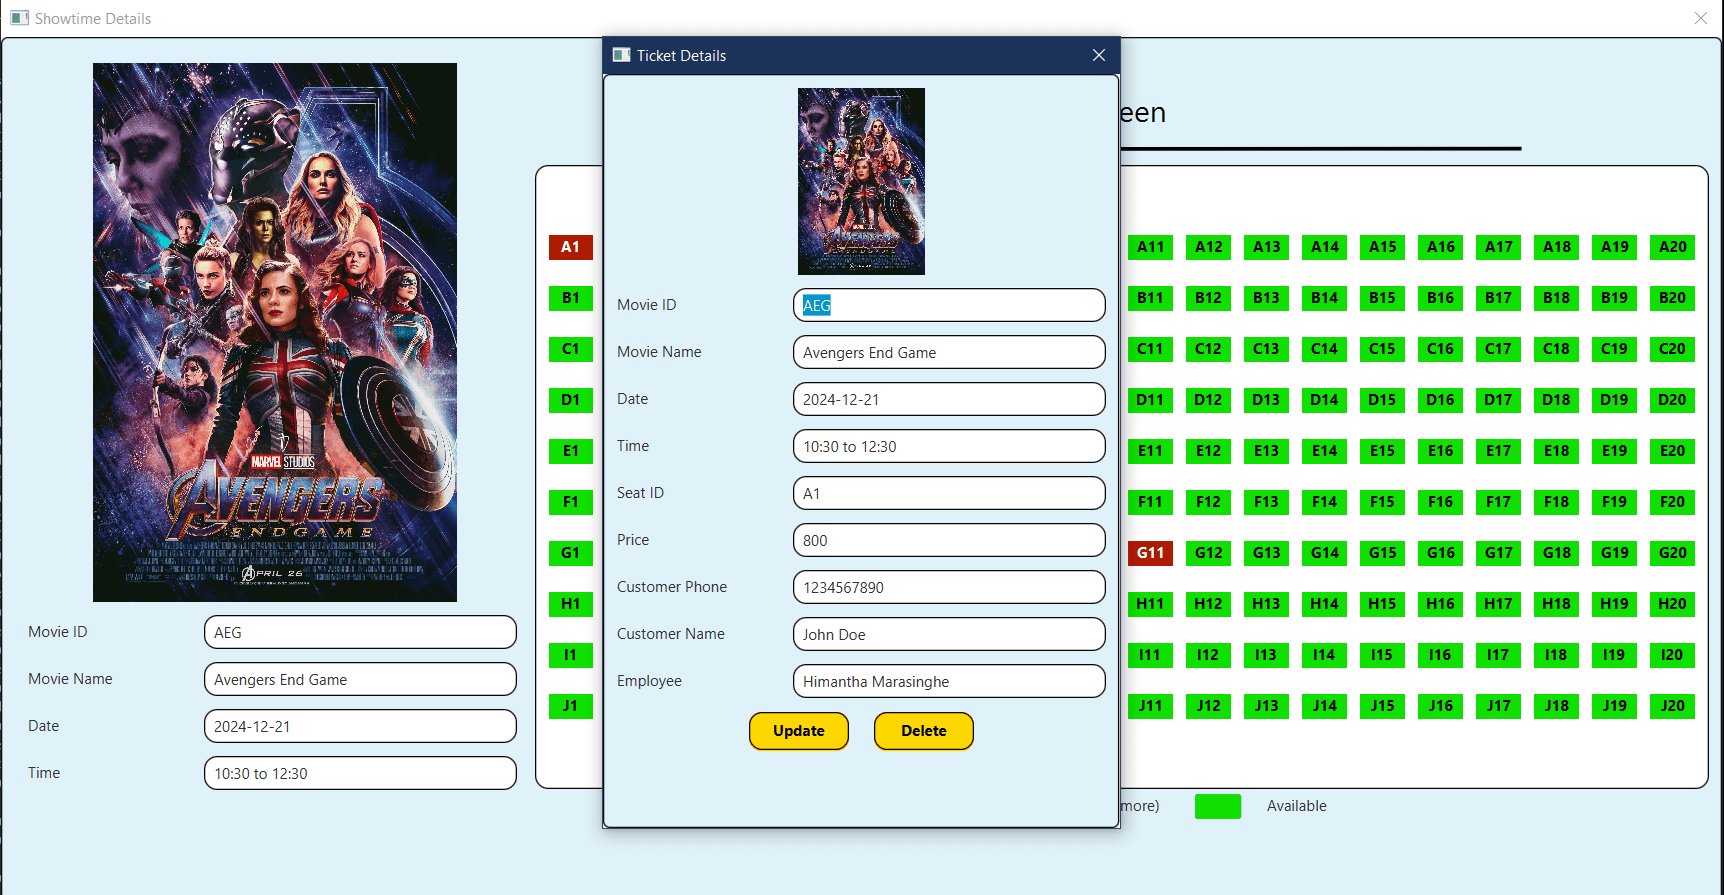 Showtime Details
MARVEL STUDIOS
AVENGERS
ENDGAME
APRIL 26
Movie ID AEG
Movie Name Avengers End Game
Date 2024-12-21
Time 10:30 to 12:30
Ticket Details
Movie ID AEG
Movie Name Avengers End Game
Date 2024-12-21
Time 10:30 to 12:30
Seat ID A1
Price 800
Customer Phone 1234567890
Customer Name John Doe
Employee Himantha Marasinghe
Update Delete
een
A1 A11 A12 A13 A14 A15 A16 A17 A18 A19 A20
B1 B11 B12 B13 B14 B15 B16 B17 B18 B19 B20
C1 C11 C12 C13 C14 C15 C16 C17 C18 C19 C20
D1 D11 D12 D13 D14 D15 D16 D17 D18 D19 D20
E1 E11 E12 E13 E14 E15 E16 E17 E18 E19 E20
F1 F11 F12 F13 F14 F15 F16 F17 F18 F19 F20
G1 G11 G12 G13 G14 G15 G16 G17 G18 G19 G20
H1 H11 H12 H13 H14 H15 H16 H17 H18 H19 H20
I1 I11 I12 I13 I14 I15 I16 I17 I18 I19 I20
J1 J11 J12 J13 J14 J15 J16 J17 J18 J19 J20
more) Available